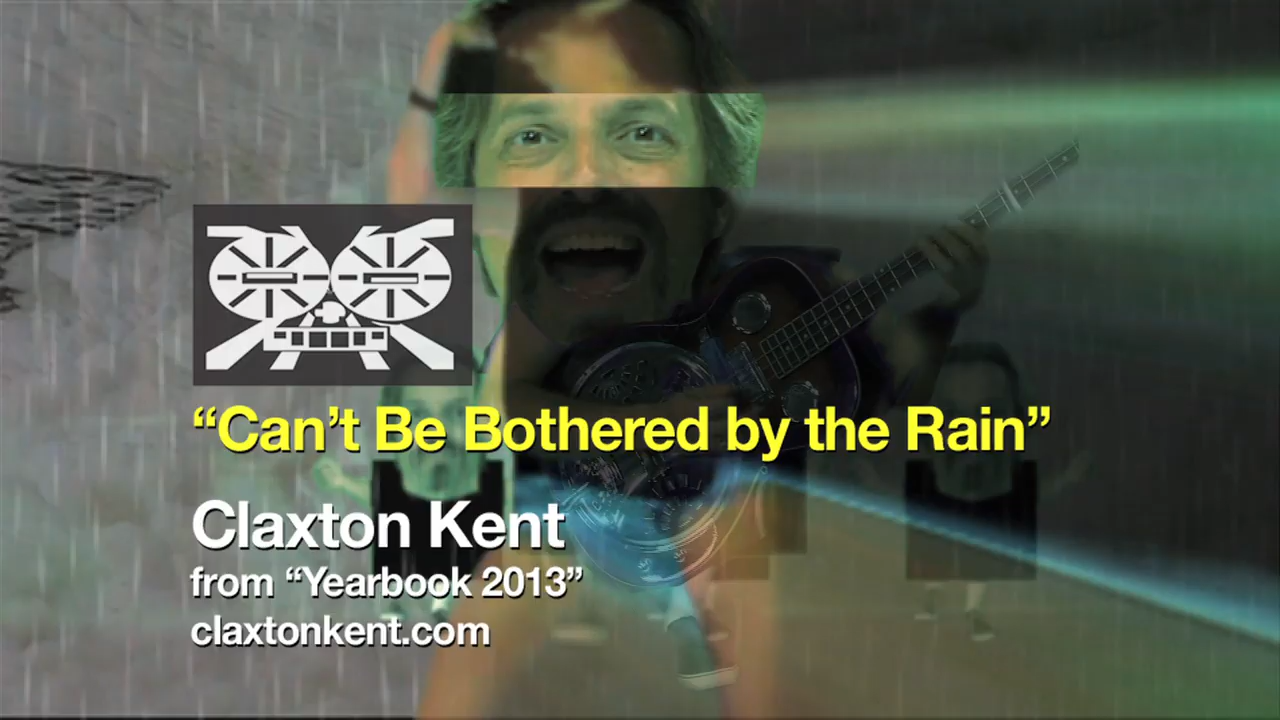 “Can’t Be Bothered by the Rain”
Claxton Kent
from “Yearbook 2013”
claxtonkent.com